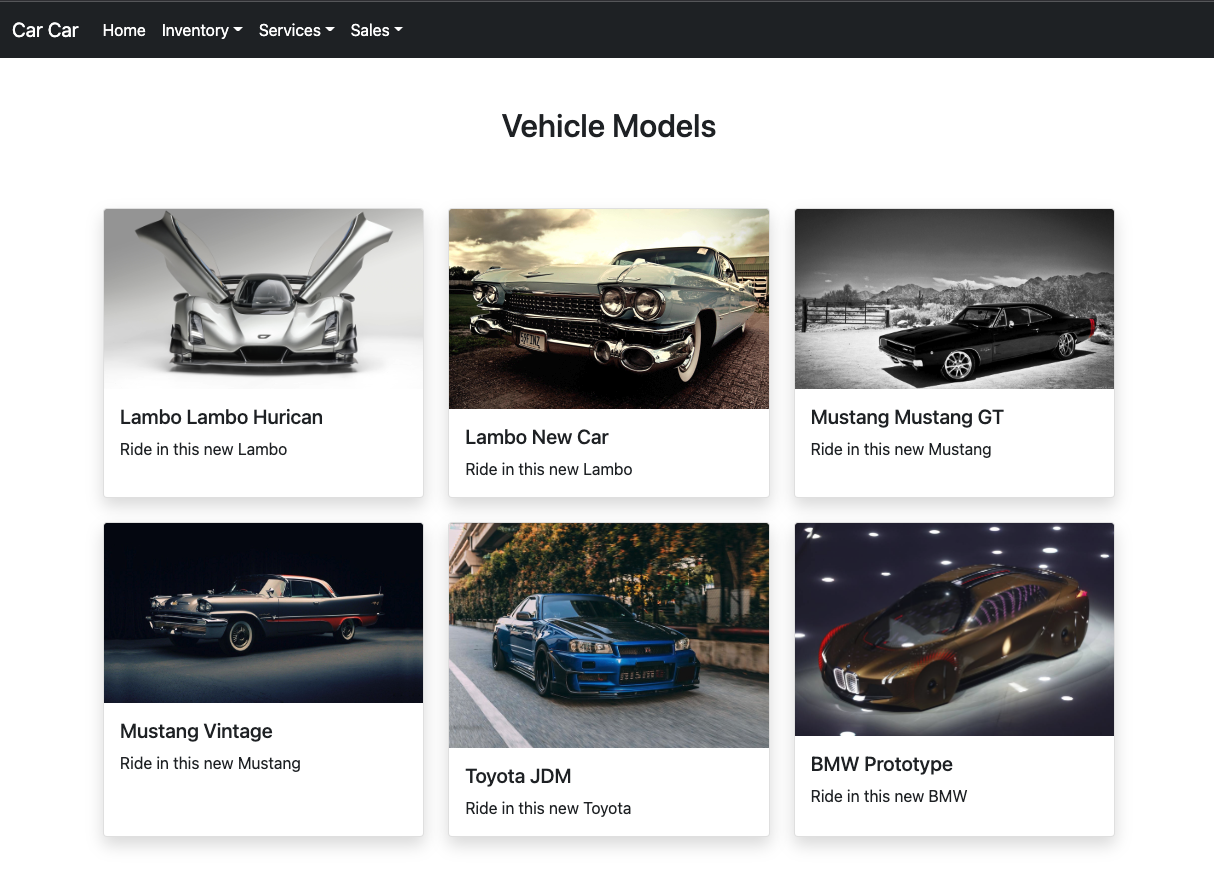 Car Car Home Inventory Services Sales
Vehicle Models
Lambo Lambo Hurican
Ride in this new Lambo
Lambo New Car
Ride in this new Lambo
Mustang Mustang GT
Ride in this new Mustang
Mustang Vintage
Ride in this new Mustang
Toyota JDM
Ride in this new Toyota
BMW Prototype
Ride in this new BMW